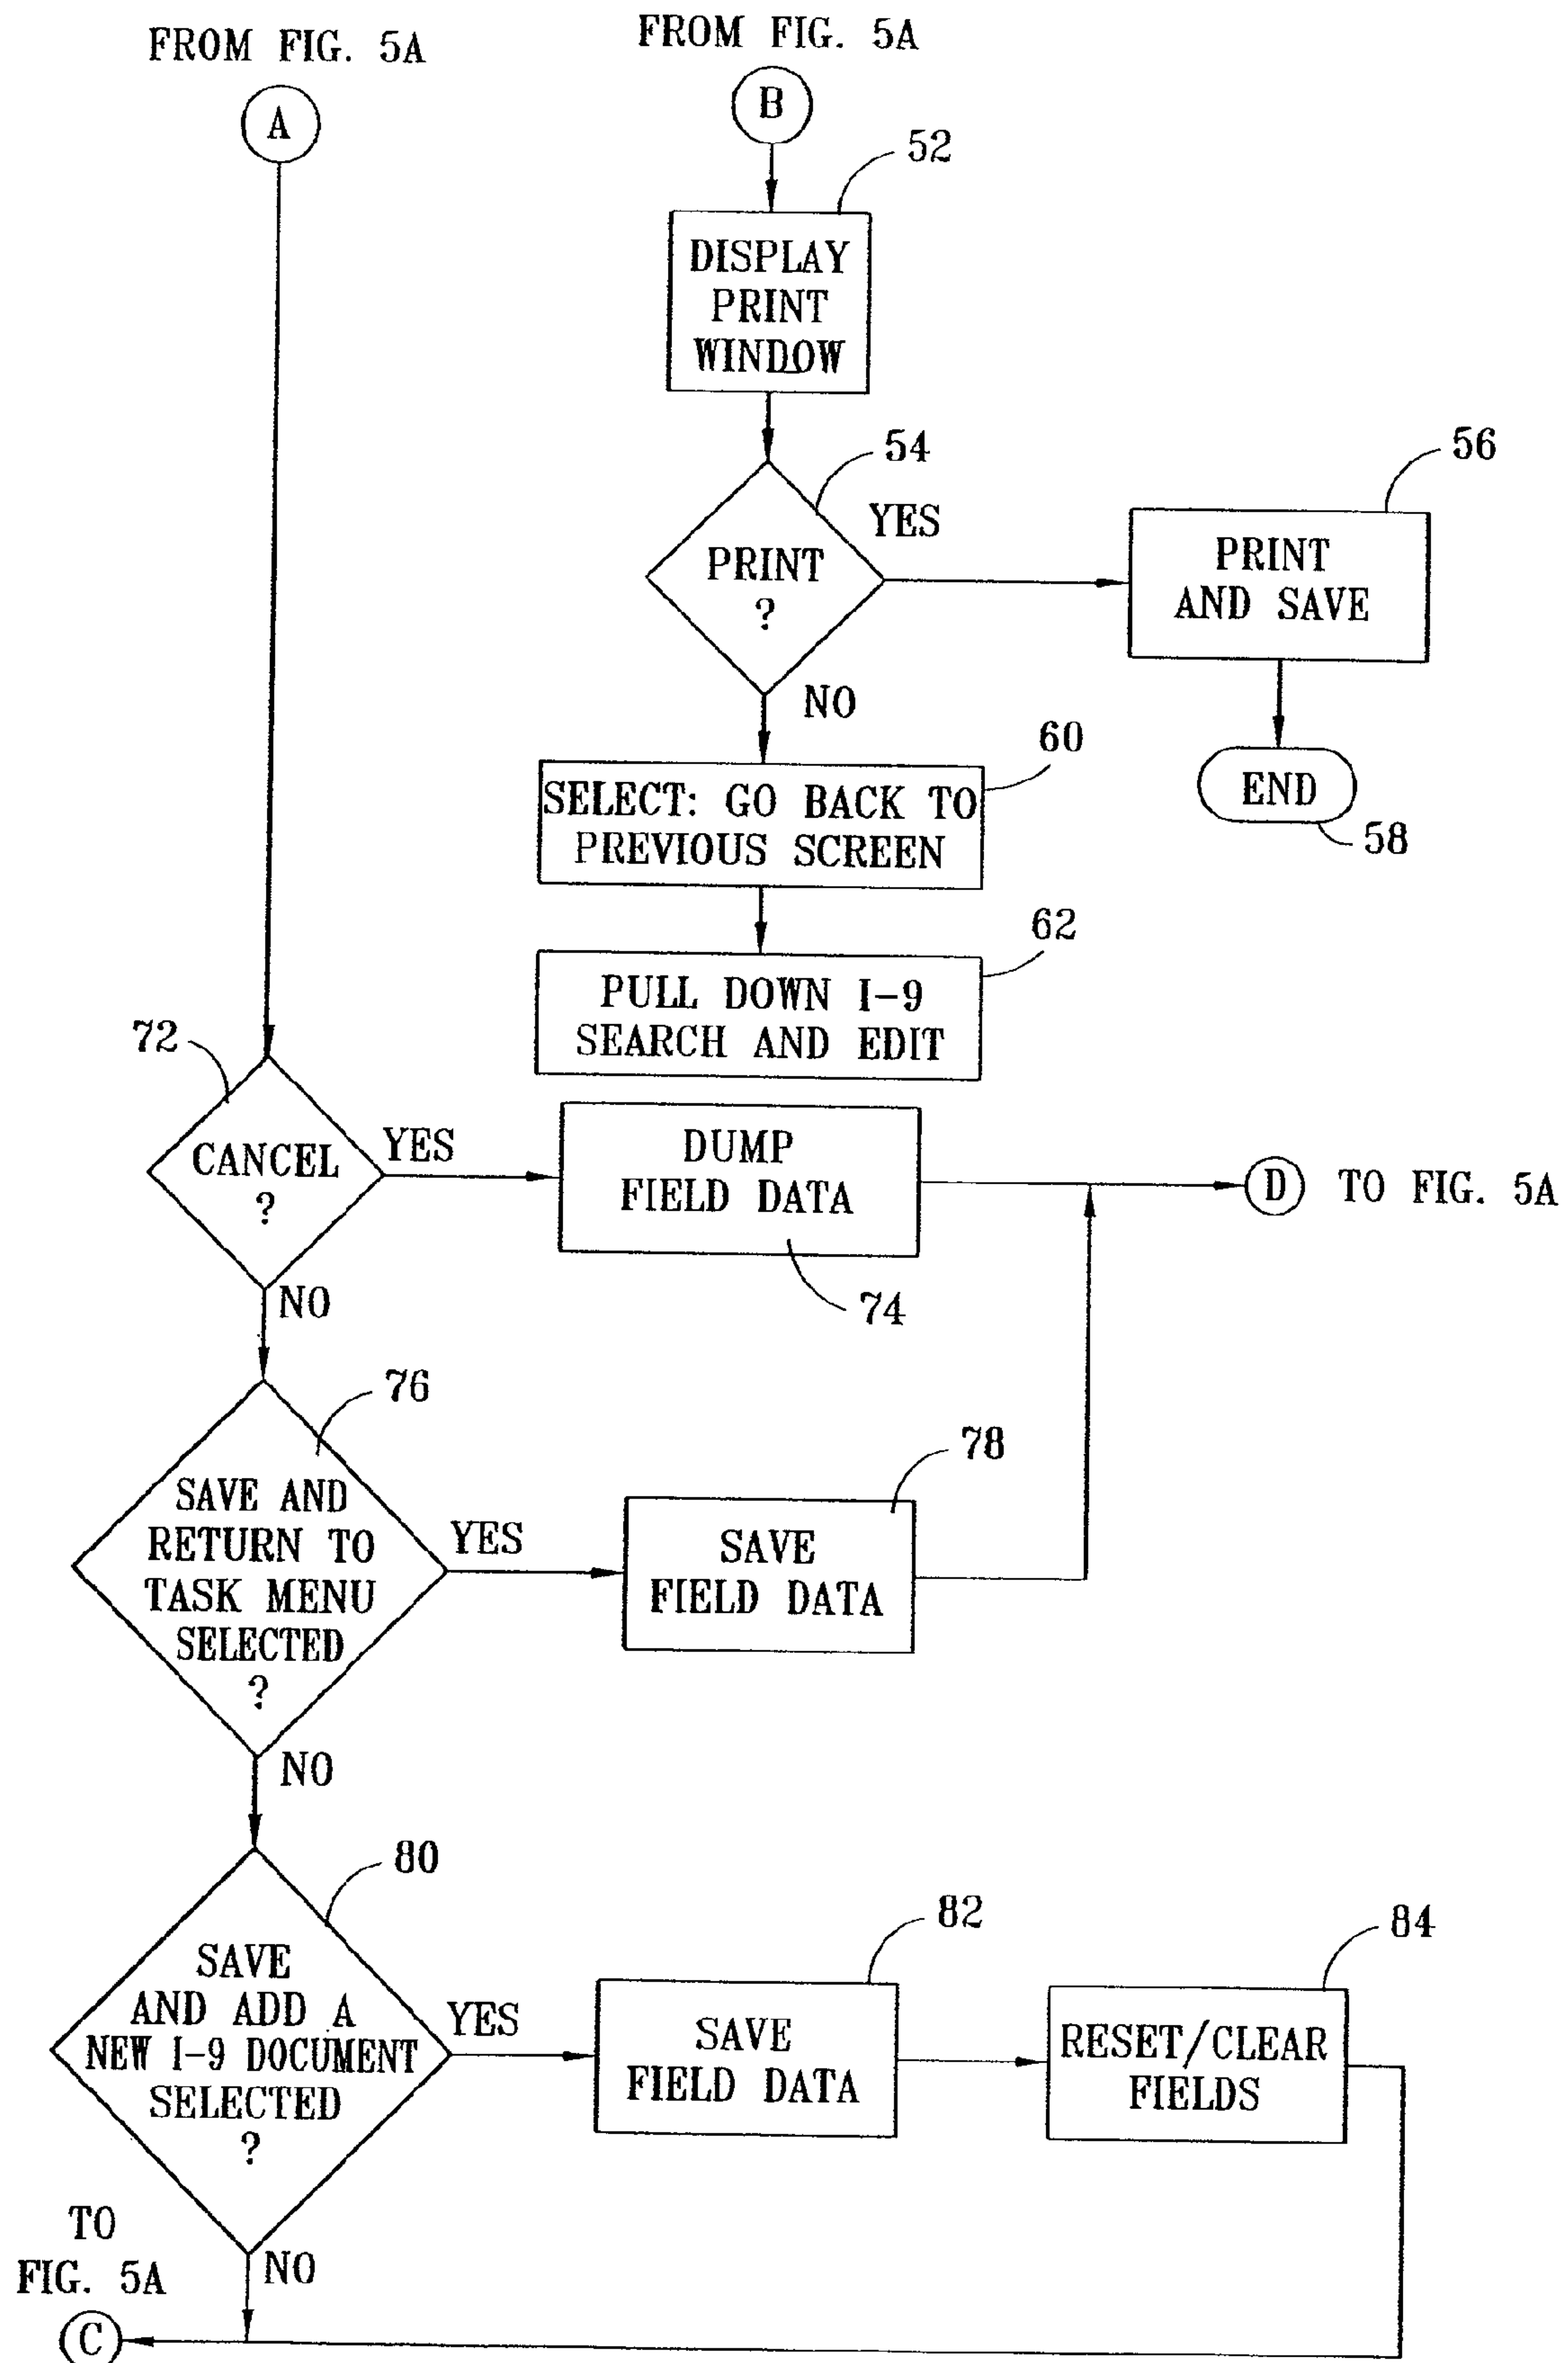 FROM FIG. 5A
A
FROM FIG. 5A
B
52
DISPLAY
PRINT
WINDOW
54
PRINT
?
YES
56
PRINT
AND SAVE
END
58
NO
60
SELECT: GO BACK TO
PREVIOUS SCREEN
62
PULL DOWN I-9
SEARCH AND EDIT
72
CANCEL
?
YES
DUMP
FIELD DATA
74
D TO FIG. 5A
NO
76
SAVE AND
RETURN TO
TASK MENU
SELECTED
?
YES
78
SAVE
FIELD DATA
NO
80
SAVE
AND ADD A
NEW I-9 DOCUMENT
SELECTED
?
YES
82
SAVE
FIELD DATA
84
RESET/CLEAR
FIELDS
NO
TO
FIG. 5A
C